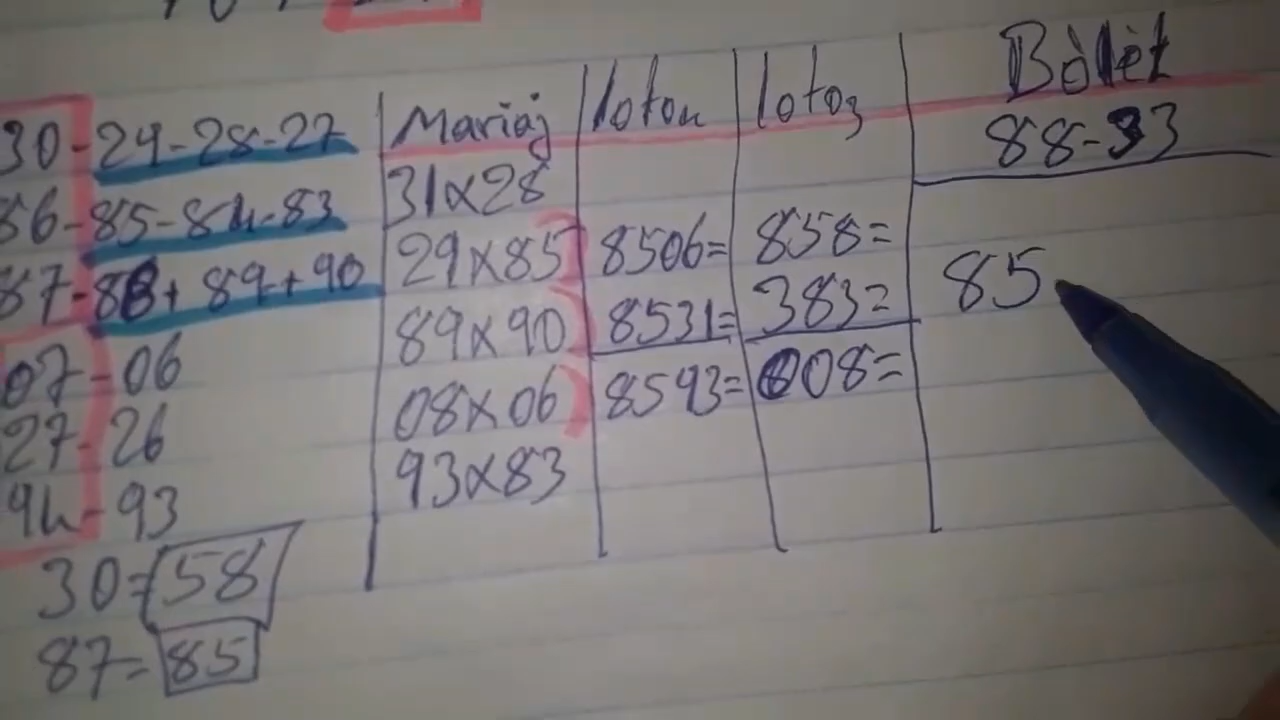 30-24-28-27
86-85-84-83
87-88+89+90
07-06
27-26
94-93
30=58
87=85
Mariaj
31x28
29x85
89x90
08x06
93x83
loto4
8506=
8531=
8593=
loto3
858=
383=
008=
Bòlèt
88-33
85